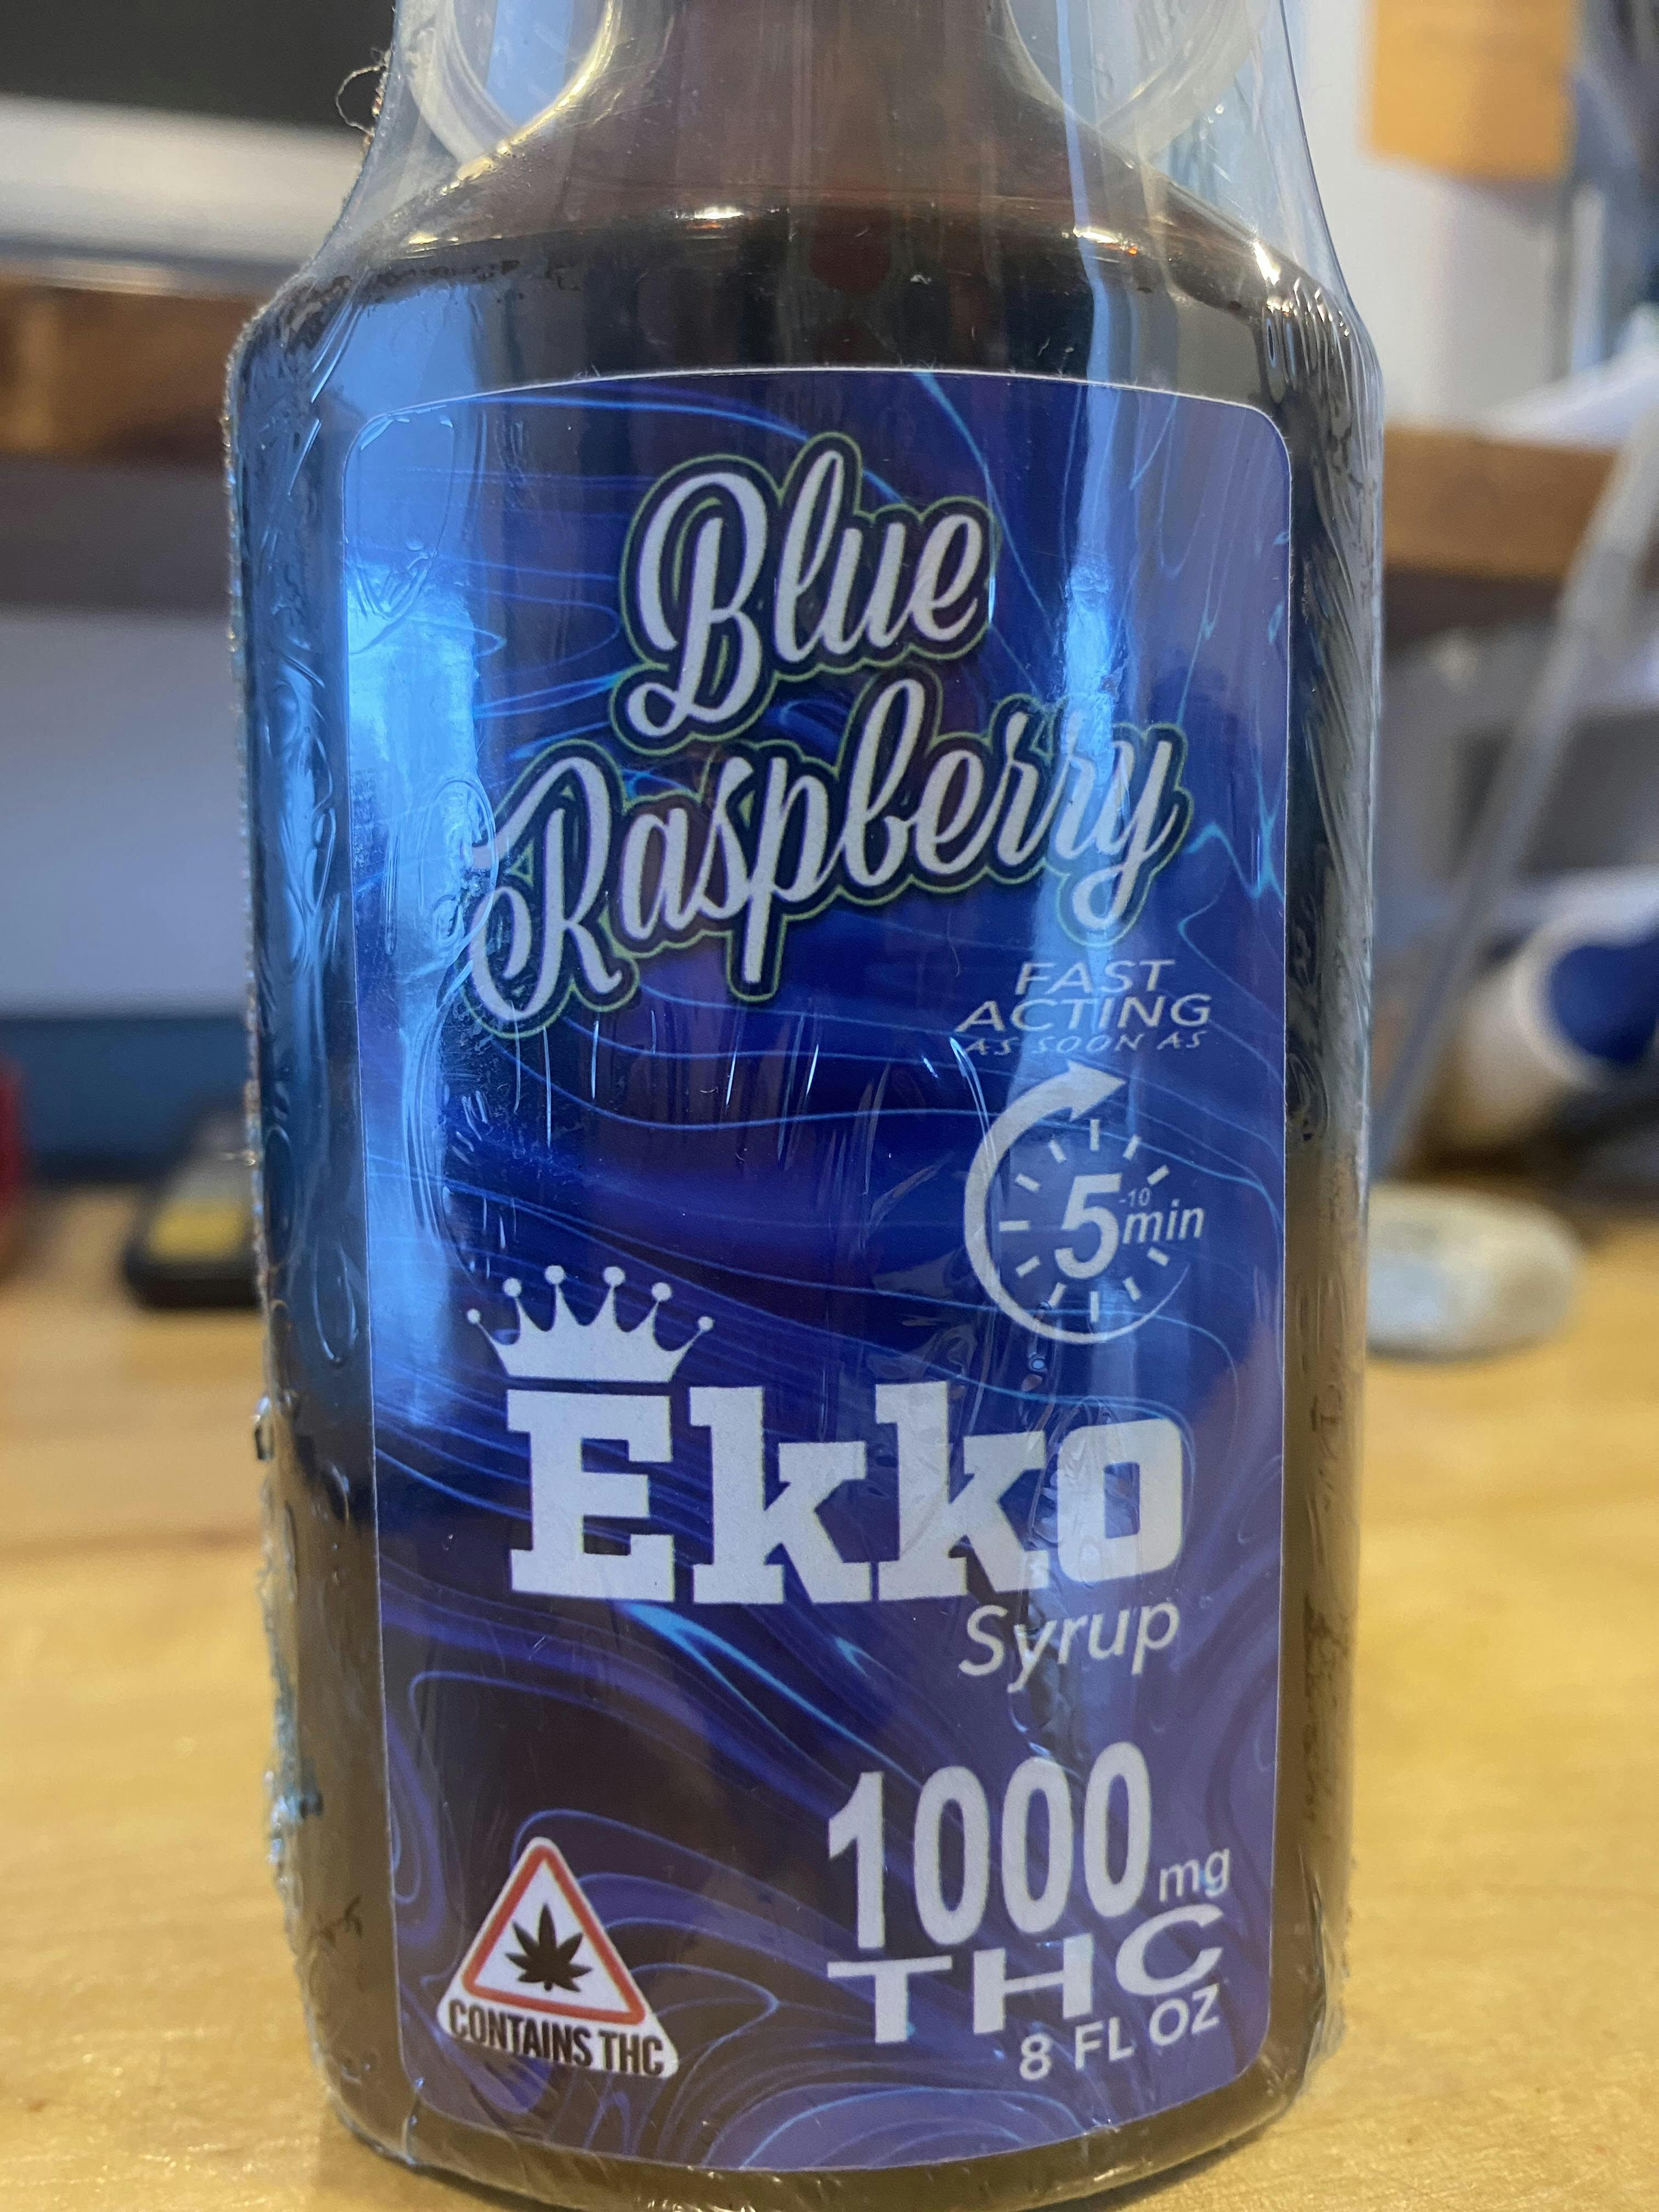 Blue
Raspberry
FAST
ACTING
AS SOON AS
5-10 min
Ekko
Syrup
1000 mg
THC
8 FL OZ
CONTAINS THC